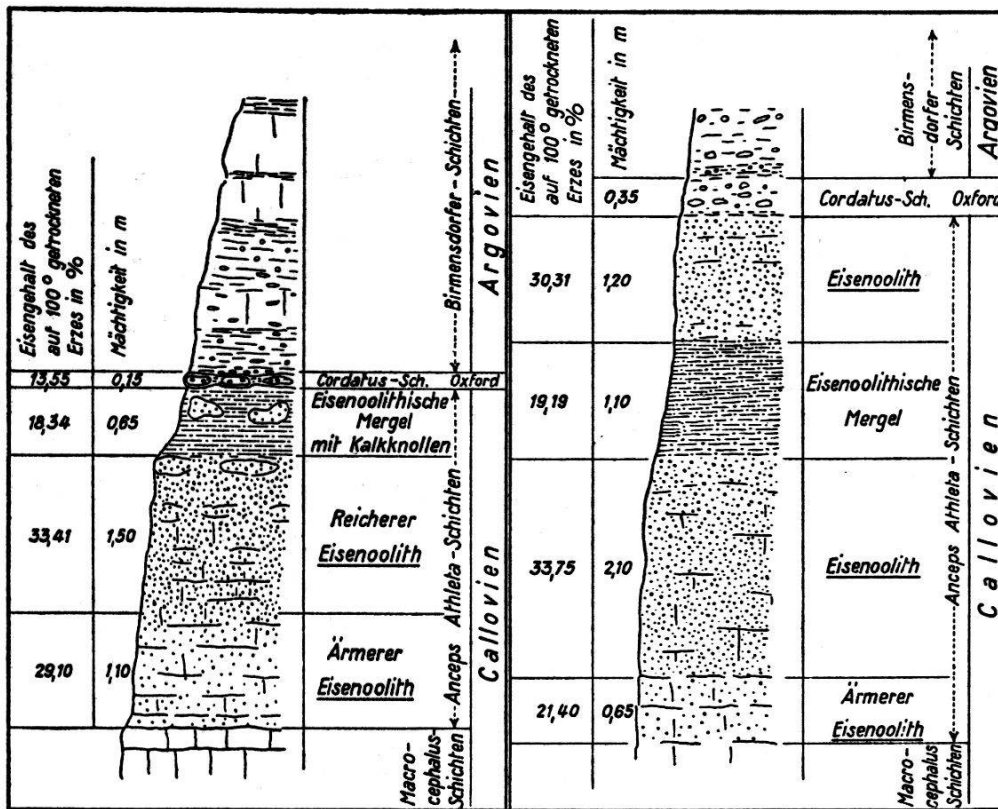 Eisengehalt des
auf 100° getrockneten
Erzes in %
Mächtigkeit in m
Birmensdorfer-Schichten
Argovien
13,55 0,15 Cordatus-Sch. Oxford
18,34 0,65 Eisenoolithische
Mergel
mit Kalkknollen
33,41 1,50 Reicherer
Eisenoolith
29,10 1,10 Ärmerer
Eisenoolith
Anceps Athleta-Schichten
Callovien
Macro-
cephalus-
Schichten
Eisengehalt des
auf 100° getrockneten
Erzes in %
Mächtigkeit in m
Birmens-
dorfer
Schichten
Argovien
0,35 Cordatus-Sch. Oxford
30,31 1,20 Eisenoolith
19,19 1,10 Eisenoolithische
Mergel
33,75 2,10 Eisenoolith
21,40 0,65 Ärmerer
Eisenoolith
Anceps Athleta-Schichten
Callovien
Macro-
cephalus
Schichten